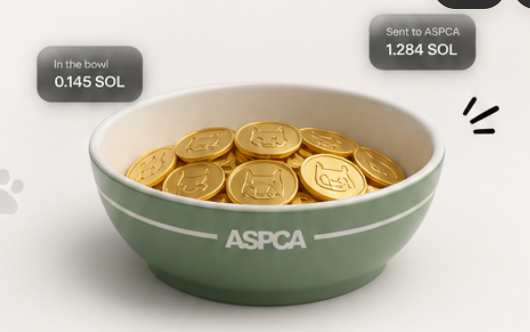 In the bowl
0.145 SOL
Sent to ASPCA
1.284 SOL
ASPCA